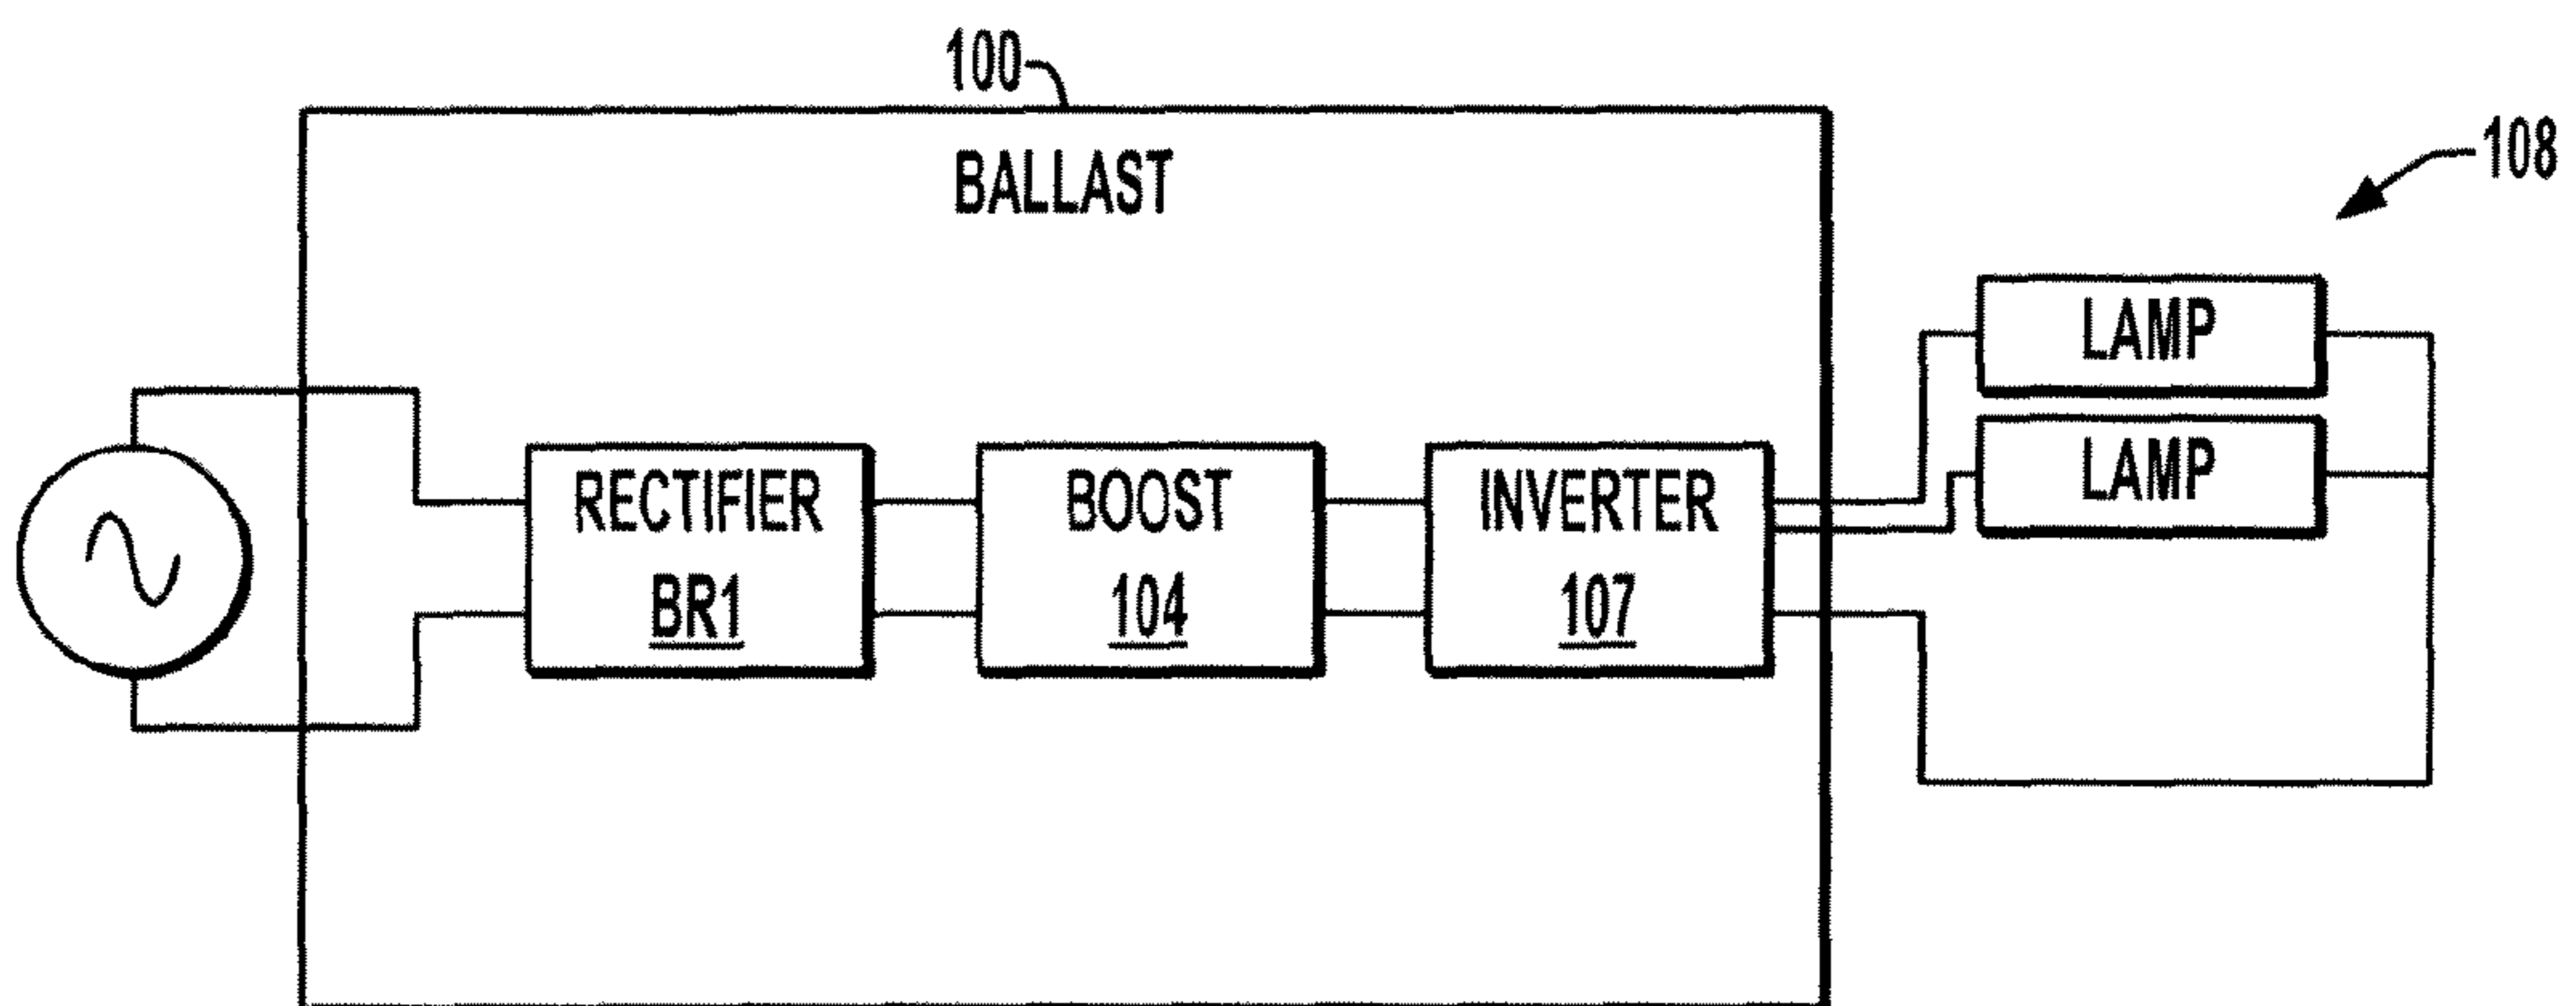 100
BALLAST
108
LAMP
LAMP
RECTIFIER
BR1
BOOST
104
INVERTER
107